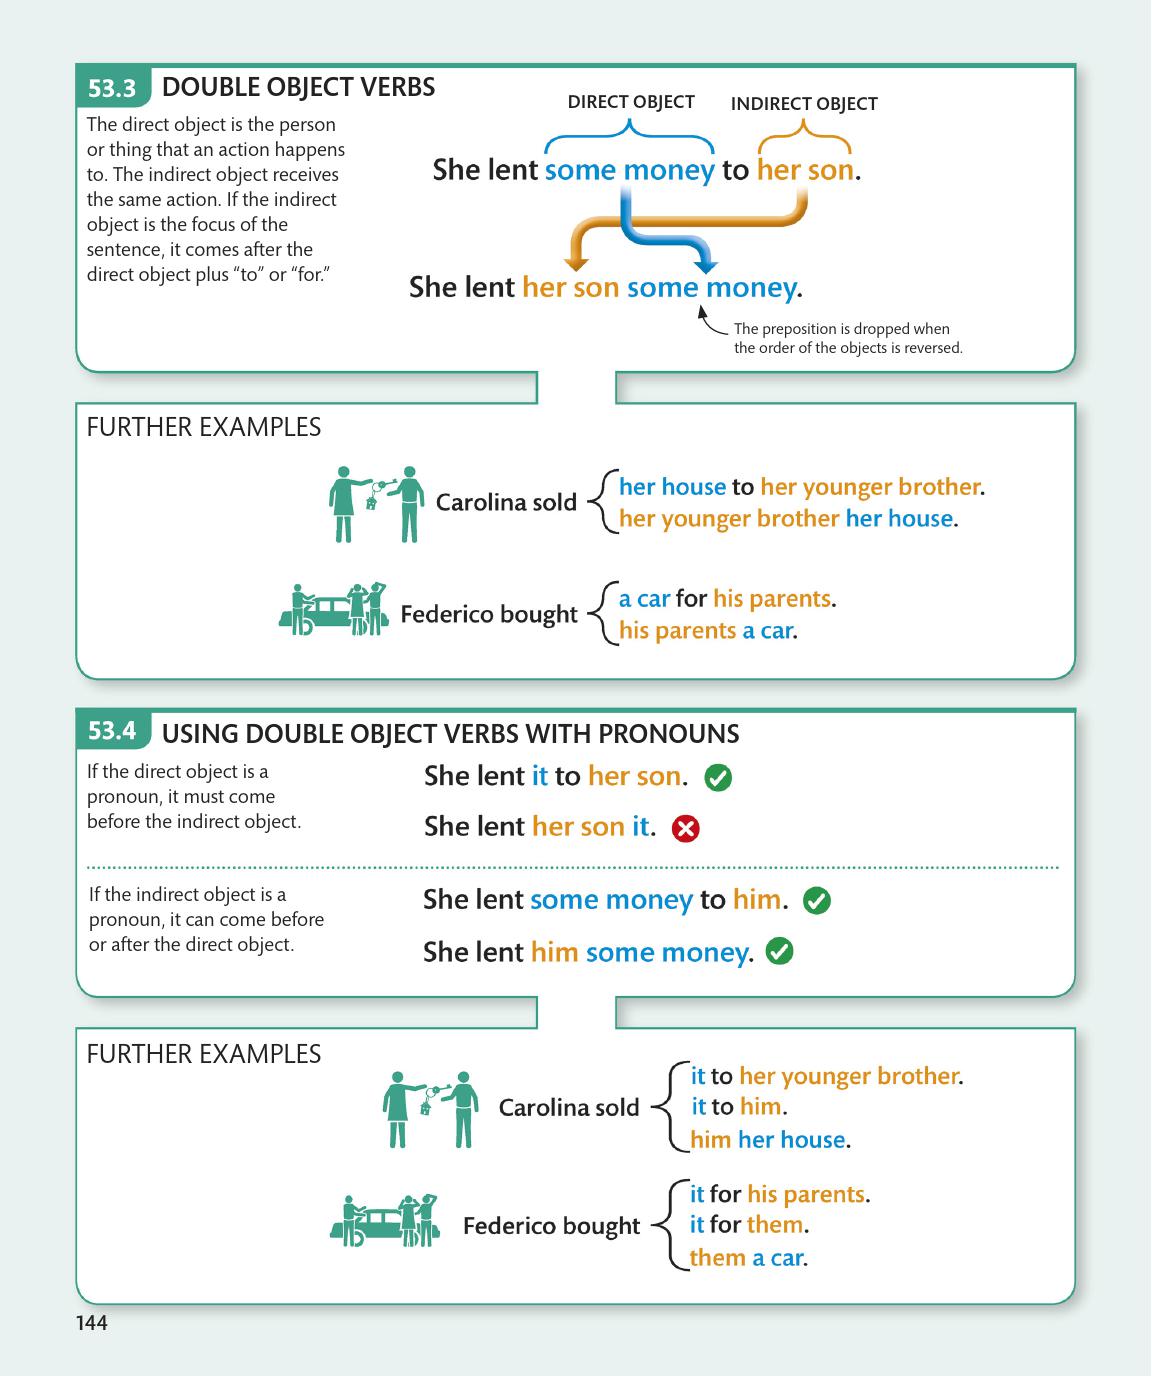 53.3 DOUBLE OBJECT VERBS
The direct object is the person
or thing that an action happens
to. The indirect object receives
the same action. If the indirect
object is the focus of the
sentence, it comes after the
direct object plus “to” or “for.”
DIRECT OBJECT INDIRECT OBJECT
She lent some money to her son.
She lent her son some money.
The preposition is dropped when
the order of the objects is reversed.
FURTHER EXAMPLES
Carolina sold
her house to her younger brother.
her younger brother her house.
Federico bought
a car for his parents.
his parents a car.
53.4 USING DOUBLE OBJECT VERBS WITH PRONOUNS
If the direct object is a
pronoun, it must come
before the indirect object.
She lent it to her son.
She lent her son it.
If the indirect object is a
pronoun, it can come before
or after the direct object.
She lent some money to him.
She lent him some money.
FURTHER EXAMPLES
Carolina sold
it to her younger brother.
it to him.
him her house.
Federico bought
it for his parents.
it for them.
them a car.
144